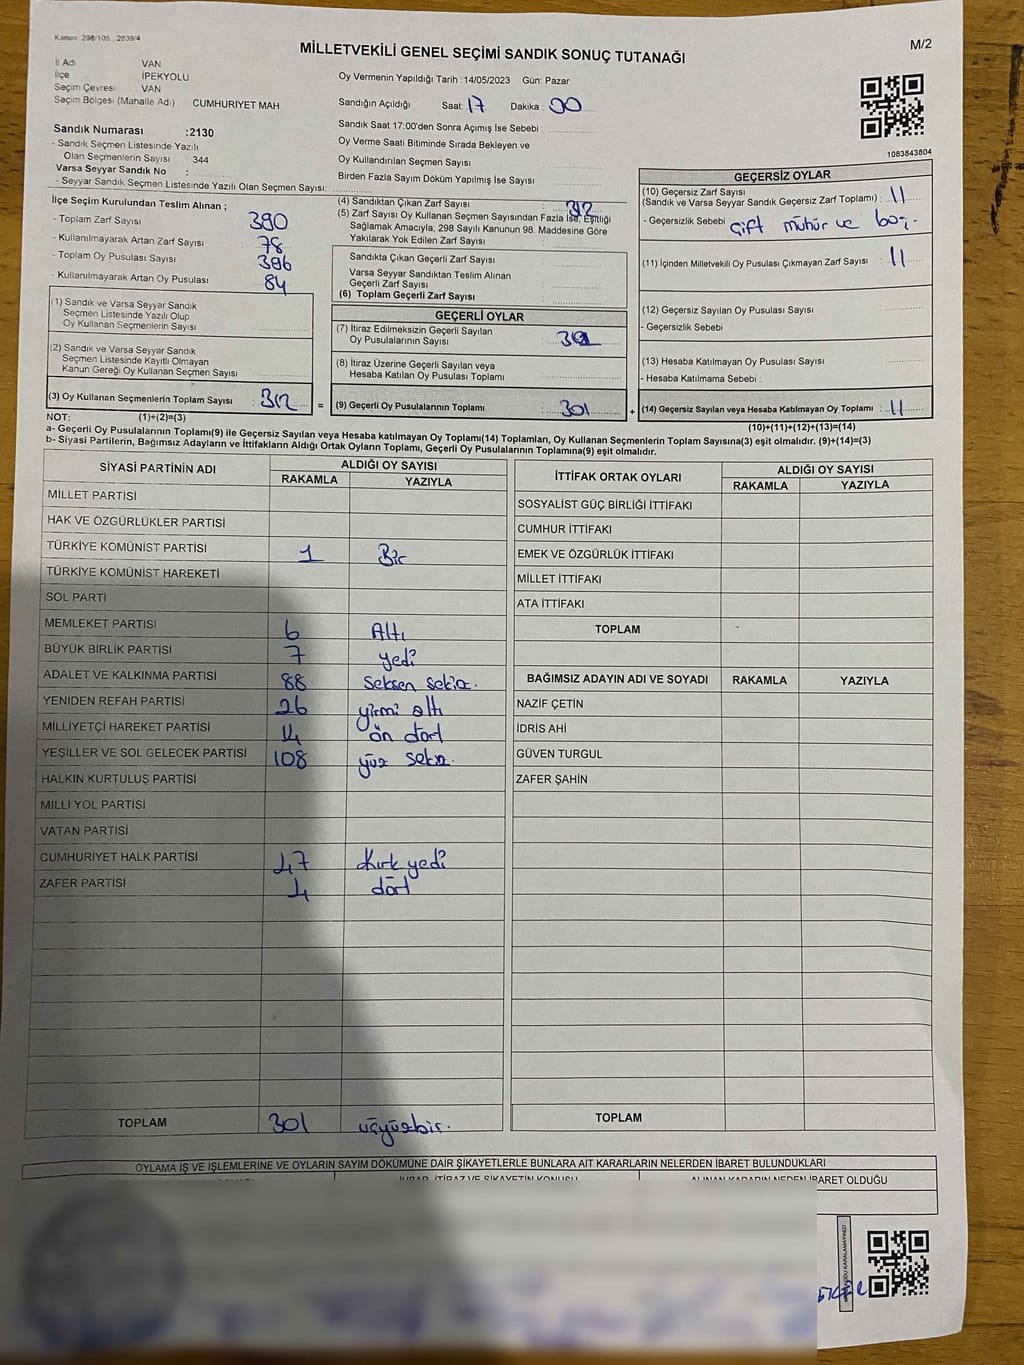 Kanun: 298/105 : 2839/4
MİLLETVEKİLİ GENEL SEÇİMİ SANDIK SONUÇ TUTANAĞI
M/2
İl Adı VAN
İlçe İPEKYOLU
Seçim Çevresi VAN
Seçim Bölgesi (Mahalle Adı) CUMHURIYET MAH
Sandık Numarası :2130
- Sandık Seçmen Listesinde Yazılı
Olan Seçmenlerin Sayısı 344
Varsa Seyyar Sandık No :
- Seyyar Sandık Seçmen Listesinde Yazılı Olan Seçmen Sayısı:
Oy Vermenin Yapıldığı Tarih :14/05/2023 Gün: Pazar
Sandığın Açıldığı Saat: 17 Dakika : 00
Sandık Saat 17:00'den Sonra Açımış İse Sebebi :
Oy Verme Saati Bitiminde Sırada Bekleyen ve
Oy Kullandırılan Seçmen Sayısı
Birden Fazla Sayım Döküm Yapılmış İse Sayısı :
1083843804
İlçe Seçim Kurulundan Teslim Alınan ;
- Toplam Zarf Sayısı 390
- Kullanılmayarak Artan Zarf Sayısı 78
- Toplam Oy Pusulası Sayısı 396
- Kullanılmayarak Artan Oy Pusulası 84
(1) Sandık ve Varsa Seyyar Sandık
Seçmen Listesinde Yazılı Olup
Oy Kullanan Seçmenlerin Sayısı
(2) Sandık ve Varsa Seyyar Sandık
Seçmen Listesinde Kayıtlı Olmayan
Kanun Gereği Oy Kullanan Seçmen Sayısı
(3) Oy Kullanan Seçmenlerin Toplam Sayısı 312 =
(4) Sandıktan Çıkan Zarf Sayısı : 312
(5) Zarf Sayısı Oy Kullanan Seçmen Sayısından Fazla İse, Eşitliği
Sağlamak Amacıyla, 298 Sayılı Kanunun 98. Maddesine Göre
Yakılarak Yok Edilen Zarf Sayısı :
Sandıkta Çıkan Geçerli Zarf Sayısı :
Varsa Seyyar Sandıktan Teslim Alınan
Geçerli Zarf Sayısı :
(6) Toplam Geçerli Zarf Sayısı
GEÇERLİ OYLAR
(7) İtiraz Edilmeksizin Geçerli Sayılan
Oy Pusulalarının Sayısı :
(8) İtiraz Üzerine Geçerli Sayılan veya
Hesaba Katılan Oy Pusulası Toplamı :
(9) Geçerli Oy Pusulalarının Toplamı : 301 +
GEÇERSİZ OYLAR
(10) Geçersiz Zarf Sayısı
(Sandık ve Varsa Seyyar Sandık Geçersiz Zarf Toplamı) : 11
- Geçersizlik Sebebi : çift mühür ve boş
(11) İçinden Milletvekili Oy Pusulası Çıkmayan Zarf Sayısı : 11
(12) Geçersiz Sayılan Oy Pusulası Sayısı
- Geçersizlik Sebebi :
(13) Hesaba Katılmayan Oy Pusulası Sayısı
- Hesaba Katılmama Sebebi :
(14) Geçersiz Sayılan veya Hesaba Katılmayan Oy Toplamı : 11
NOT: (1)+(2)=(3)
(10)+(11)+(12)+(13)=(14)
a- Geçerli Oy Pusulalarının Toplamı(9) ile Geçersiz Sayılan veya Hesaba katılmayan Oy Toplamı(14) Toplamları, Oy Kullanan Seçmenlerin Toplam Sayısına(3) eşit olmalıdır. (9)+(14)=(3)
b- Siyasi Partilerin, Bağımsız Adayların ve İttifakların Aldığı Ortak Oyların Toplamı, Geçerli Oy Pusulalarının Toplamına(9) eşit olmalıdır.
SİYASİ PARTİNİN ADI ALDIĞI OY SAYISI
RAKAMLA YAZIYLA
MİLLET PARTİSİ
HAK VE ÖZGÜRLÜKLER PARTİSİ
TÜRKİYE KOMÜNİST PARTİSİ 1 Bir
TÜRKİYE KOMÜNİST HAREKETİ
SOL PARTİ
MEMLEKET PARTİSİ 6 Altı
BÜYÜK BİRLİK PARTİSİ 7 yedi
ADALET VE KALKINMA PARTİSİ 88 Seksen sekiz.
YENİDEN REFAH PARTİSİ 26 yirmi altı
MİLLİYETÇİ HAREKET PARTİSİ 14 ön dört
YEŞİLLER VE SOL GELECEK PARTİSİ 108 yüz sekiz.
HALKIN KURTULUŞ PARTİSİ
MİLLİ YOL PARTİSİ
VATAN PARTİSİ
CUMHURİYET HALK PARTİSİ 47 Kırk yedi
ZAFER PARTİSİ 4 dört
TOPLAM 301 üçyüzbir.
İTTİFAK ORTAK OYLARI ALDIĞI OY SAYISI
RAKAMLA YAZIYLA
SOSYALİST GÜÇ BİRLİĞİ İTTİFAKI
CUMHUR İTTİFAKI
EMEK VE ÖZGÜRLÜK İTTİFAKI
MİLLET İTTİFAKI
ATA İTTİFAKI
TOPLAM
BAĞIMSIZ ADAYIN ADI VE SOYADI RAKAMLA YAZIYLA
NAZİF ÇETİN
İDRİS AHİ
GÜVEN TURGUL
ZAFER ŞAHİN
TOPLAM
OYLAMA İŞ VE İŞLEMLERİNE VE OYLARIN SAYIM DÖKÜMÜNE DAİR ŞİKAYETLERLE BUNLARA AİT KARARLARIN NELERDEN İBARET BULUNDUKLARI
İHBAR, İTİRAZ VE ŞİKAYETİN KONUSU
ALINAN KARARIN NEDEN İBARET OLDUĞU